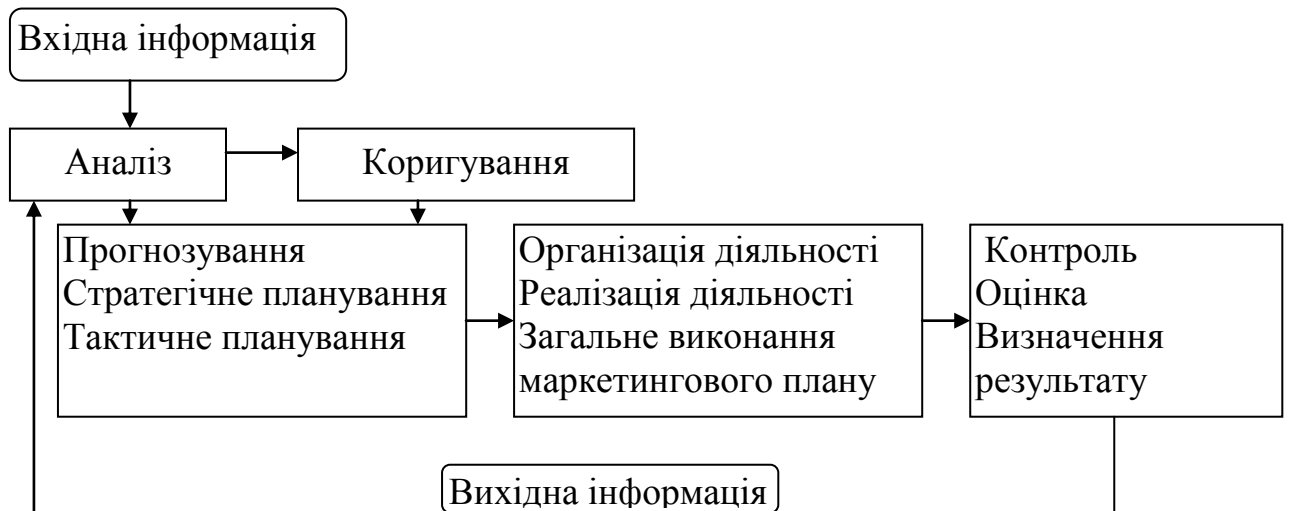 Вхідна інформація
Аналіз
Коригування
Прогнозування
Стратегічне планування
Тактичне планування
Організація діяльності
Реалізація діяльності
Загальне виконання
маркетингового плану
Контроль
Оцінка
Визначення
результату
Вихідна інформація